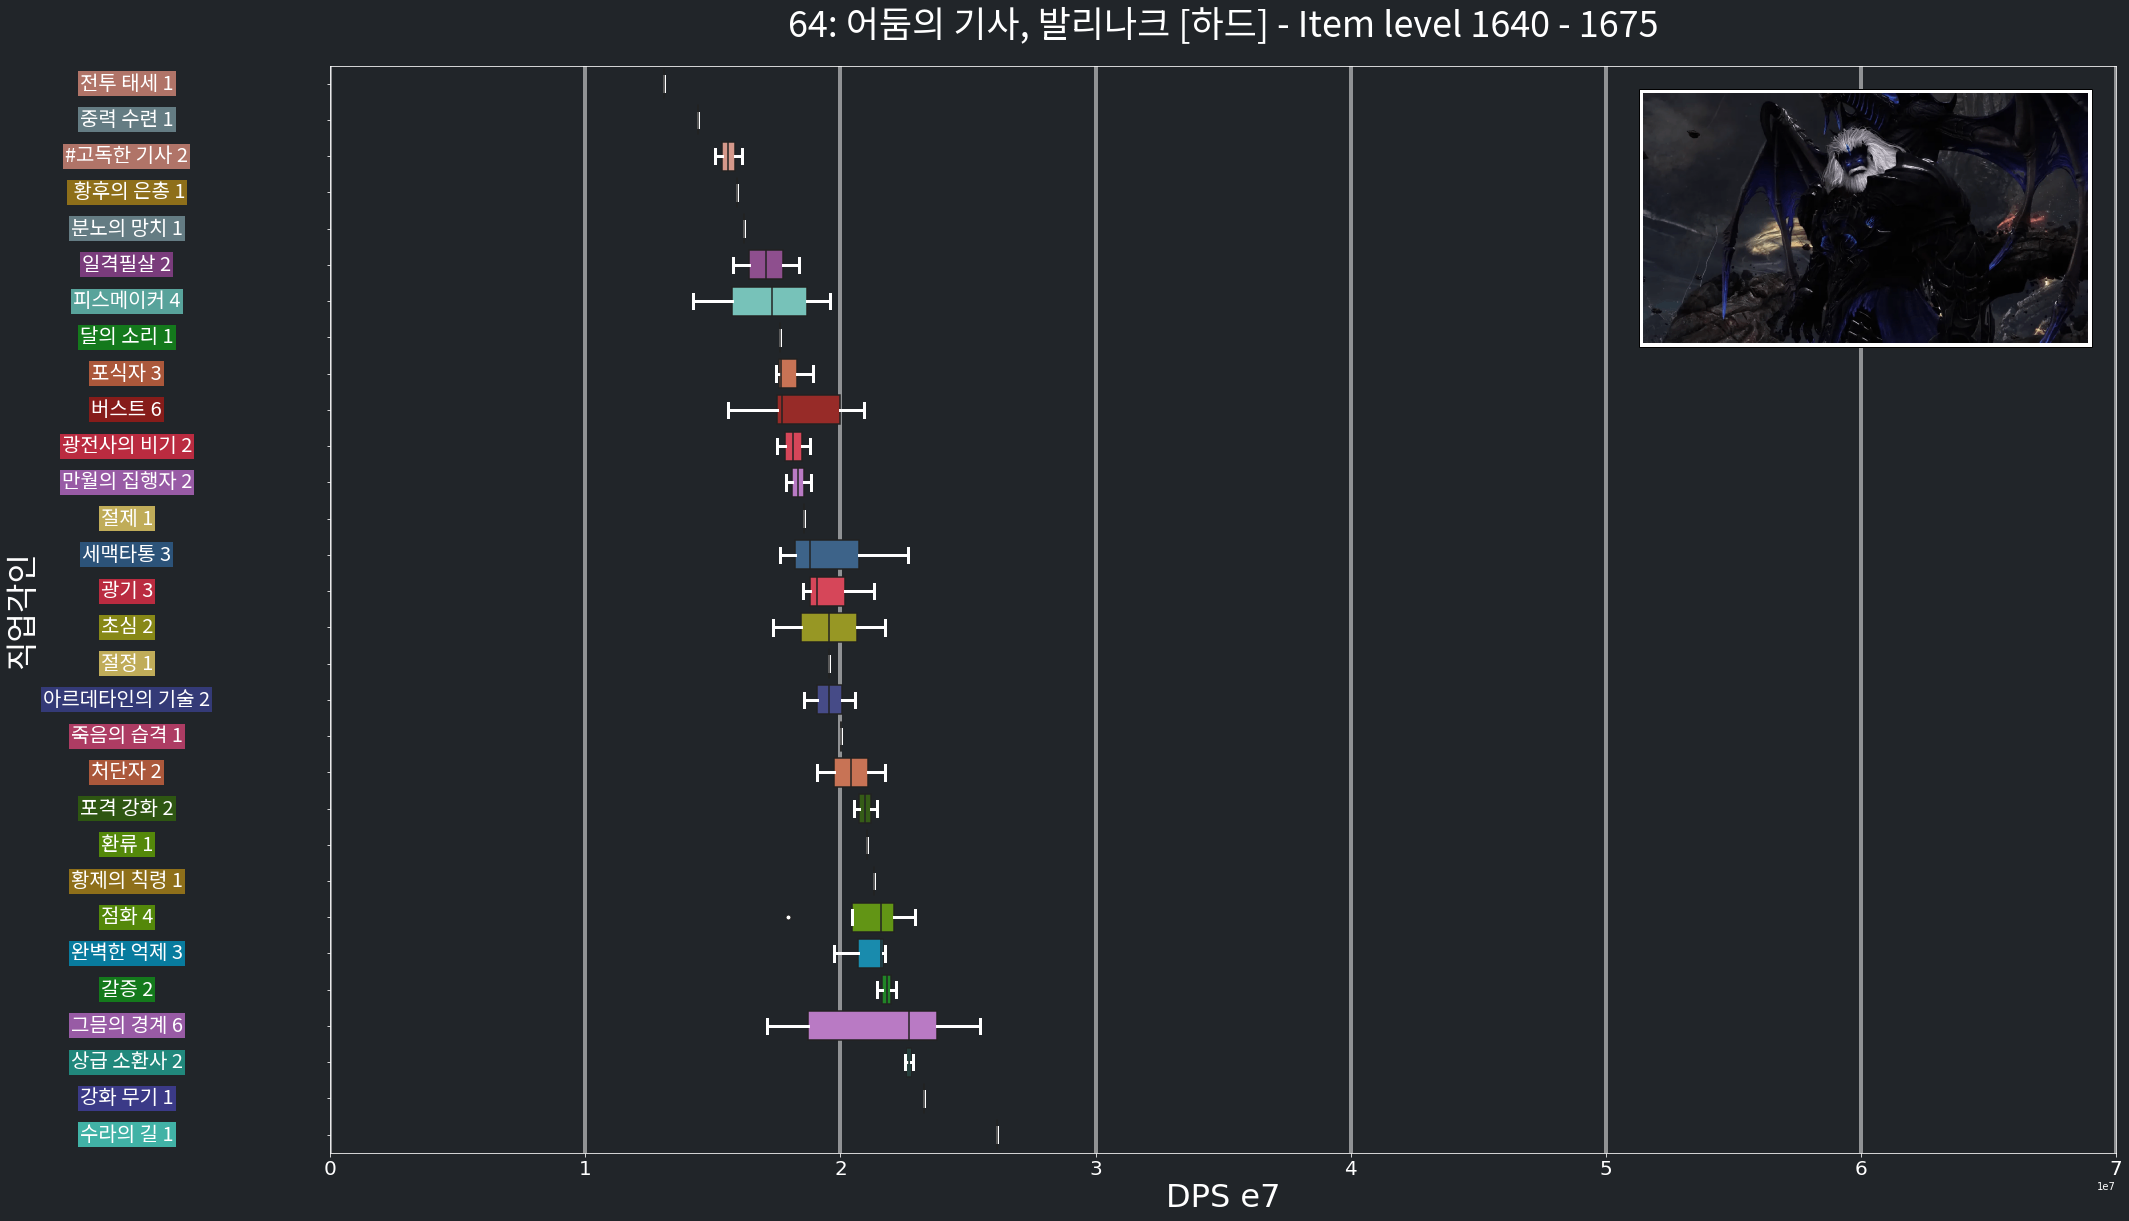 64: 어둠의 기사, 발리나크 [하드] - Item level 1640 - 1675
직업각인
전투 태세 1
중력 수련 1
#고독한 기사 2
황후의 은총 1
분노의 망치 1
일격필살 2
피스메이커 4
달의 소리 1
포식자 3
버스트 6
광전사의 비기 2
만월의 집행자 2
절제 1
세맥타통 3
광기 3
초심 2
절정 1
아르데타인의 기술 2
죽음의 습격 1
처단자 2
포격 강화 2
환류 1
황제의 칙령 1
점화 4
완벽한 억제 3
갈증 2
그믐의 경계 6
상급 소환사 2
강화 무기 1
수라의 길 1
0 1 2 3 4 5 6 7
1e7
DPS e7